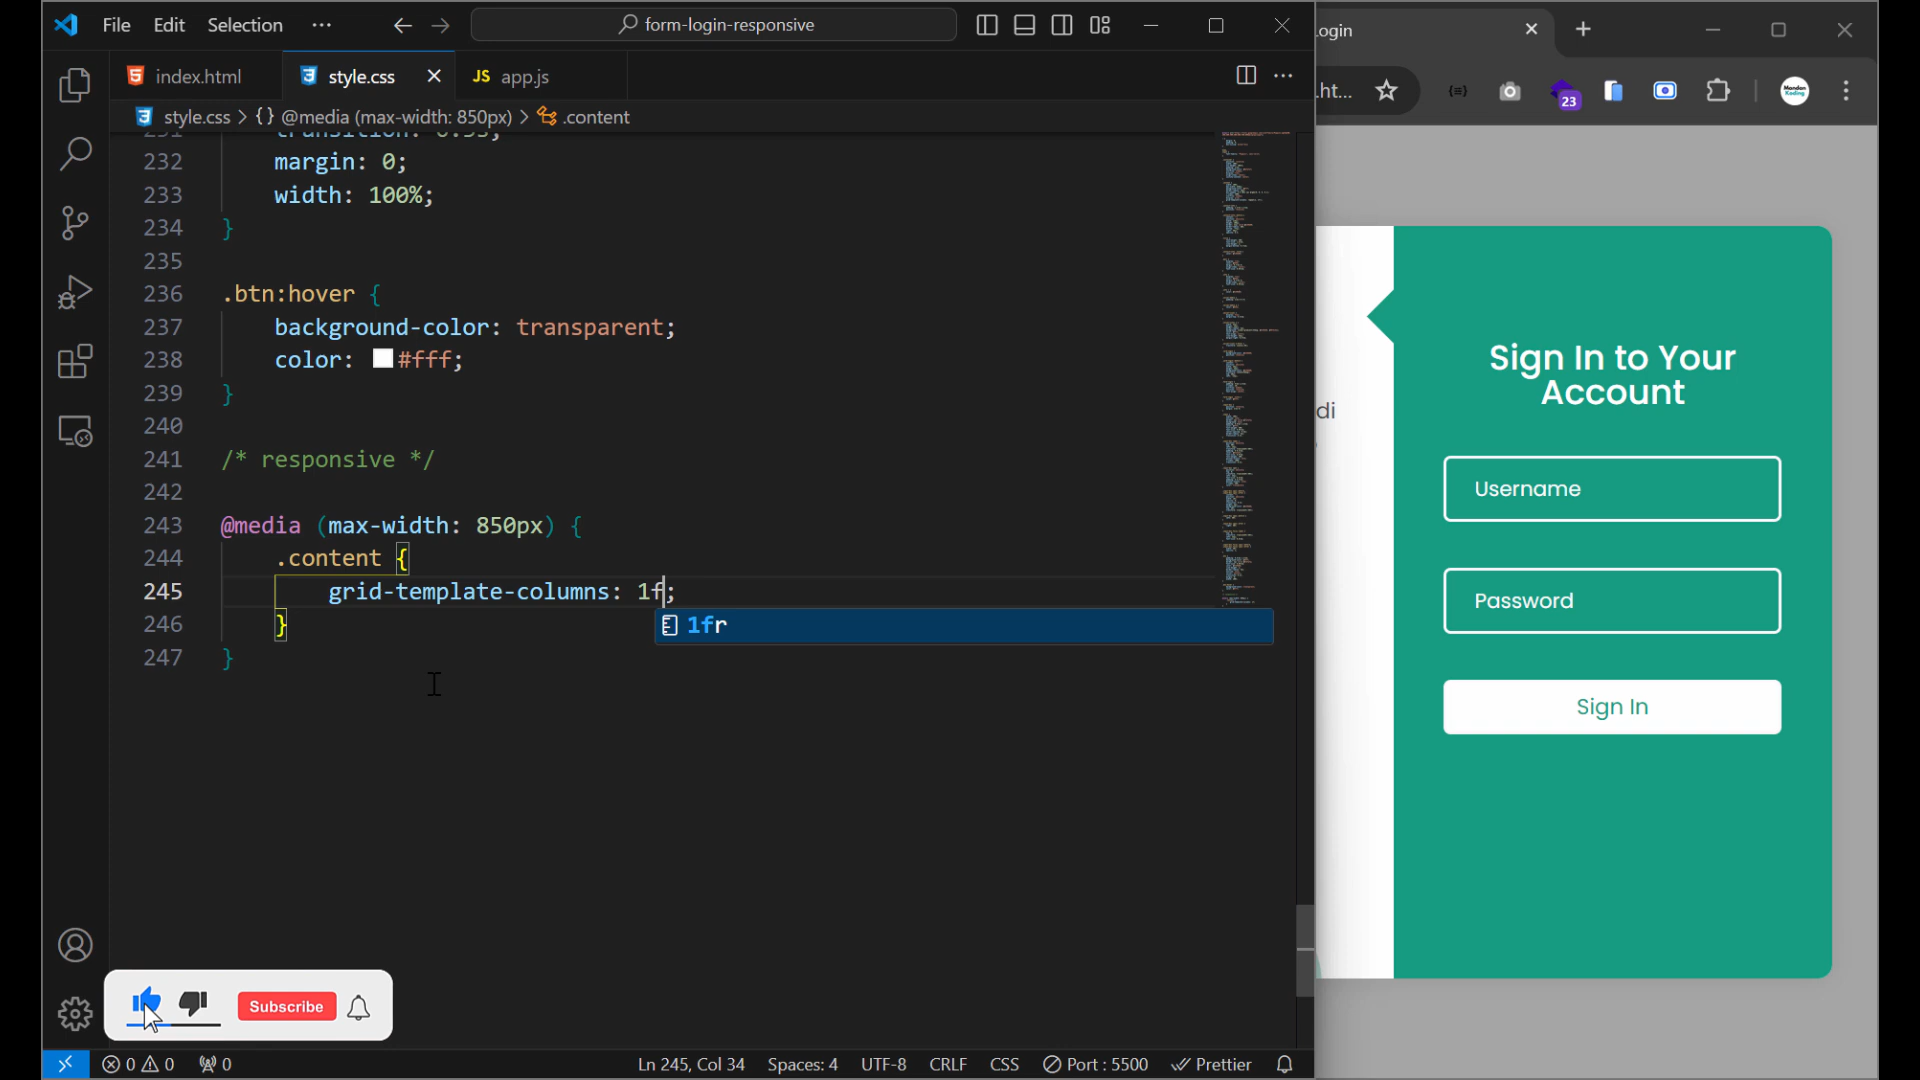 File Edit Selection ··· form-login-responsive
index.html style.css JS app.js
style.css > {} @media (max-width: 850px) > .content
232 margin: 0;
233 width: 100%;
234 }
235
236 .btn:hover {
237 background-color: transparent;
238 color: #fff;
239 }
240
241 /* responsive */
242
243 @media (max-width: 850px) {
244 .content {
245 grid-template-columns: 1f;
1fr
246 }
247 }
Subscribe
0 0 0 Ln 245, Col 34 Spaces: 4 UTF-8 CRLF CSS Port : 5500 Prettier
ogin
.ht...
23
Mandan
Koding
di
Sign In to Your
Account
Username
Password
Sign In